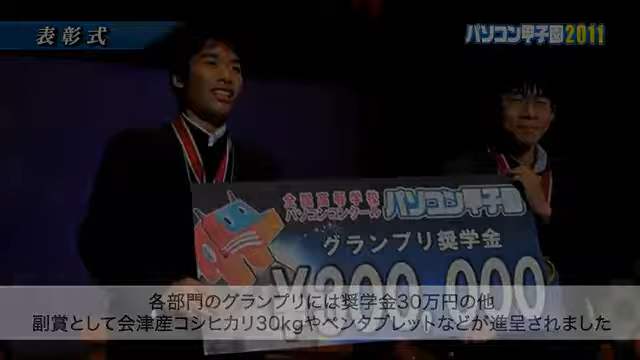 表彰式
パソコン甲子園2011
全国高等学校
パソコンコンクール
パソコン甲子園
グランプリ奨学金
¥300,000
各部門のグランプリには奨学金30万円の他
副賞として会津産コシヒカリ30kgやペンタブレットなどが進呈されました